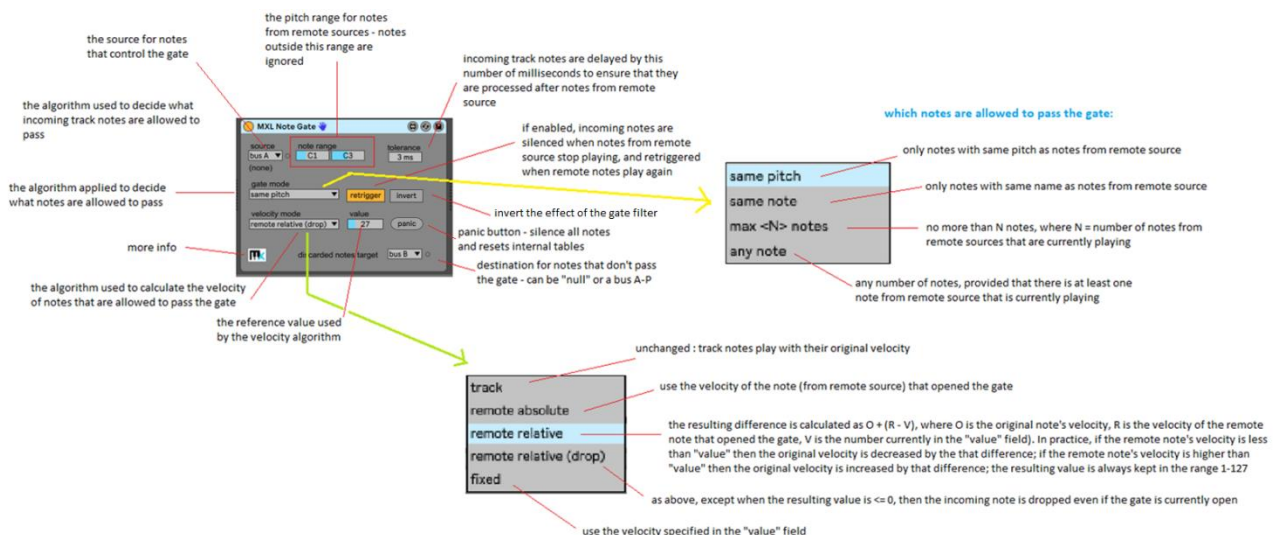 the pitch range for notes
from remote sources - notes
outside this range are
ignored
the source for notes
that control the gate
incoming track notes are delayed by this
number of milliseconds to ensure that they
are processed after notes from remote
source
the algorithm used to decide what
incoming track notes are allowed to
pass
if enabled, incoming notes are
silenced when notes from remote
source stop playing, and retriggered
when remote notes play again
the algorithm applied to decide
what notes are allowed to pass
invert the effect of the gate filter
panic button - silence all notes
and resets internal tables
more info
destination for notes that don't pass
the gate - can be "null" or a bus A-P
the algorithm used to calculate the velocity
of notes that are allowed to pass the gate
the reference value used
by the velocity algorithm
MXL Note Gate
source
note range
tolerance
bus A
C1
C3
3 ms
(none)
gate mode
same pitch
retrigger
invert
velocity mode
value
remote relative (drop)
27
panic
discarded notes target
bus B
which notes are allowed to pass the gate:
same pitch
only notes with same pitch as notes from remote source
same note
only notes with same name as notes from remote source
max <N> notes
no more than N notes, where N = number of notes from
remote sources that are currently playing
any note
any number of notes, provided that there is at least one
note from remote source that is currently playing
track
unchanged : track notes play with their original velocity
remote absolute
use the velocity of the note (from remote source) that opened the gate
remote relative
the resulting difference is calculated as O + (R - V), where O is the original note's velocity, R is the velocity of the remote
note that opened the gate, V is the number currently in the "value" field). In practice, if the remote note's velocity is less
than "value" then the original velocity is decreased by the that difference; if the remote note's velocity is higher than
"value" then the original velocity is increased by that difference; the resulting value is always kept in the range 1-127
remote relative (drop)
as above, except when the resulting value is <= 0, then the incoming note is dropped even if the gate is currently open
fixed
use the velocity specified in the "value" field